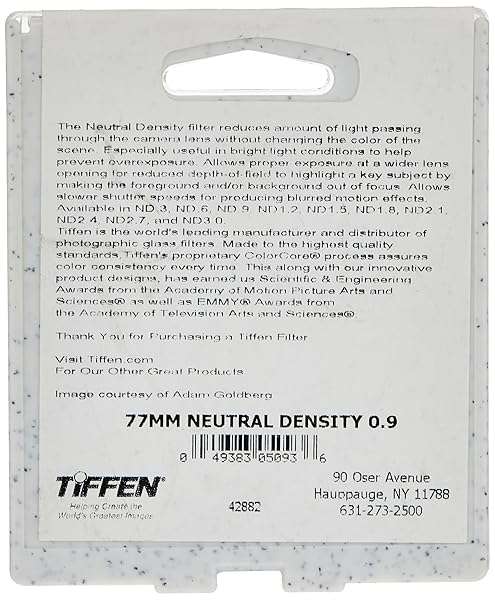 The Neutral Density filter reduces amount of light passing
through the camera lens without changing the color of the
scene. Especially useful in bright light conditions to help
prevent overexposure. Allows proper exposure at a wider lens
opening for reduced depth-of-field to highlight a key subject by
making the foreground and/or background out of focus. Allows
slower shutter speeds for producing blurred motion effects.
Available in ND.3, ND.6, ND.9, ND1.2, ND1.5, ND1.8, ND2.1,
ND2.4, ND2.7, and ND3.0.
Tiffen is the world's leading manufacturer and distributor of
photographic glass filters. Made to the highest quality
standards, Tiffen's proprietary ColorCore® process assures
color consistency every time. This along with our innovative
product designs, has earned us Scientific & Engineering
Awards from the Academy of Motion Picture Arts and
Sciences® as well as EMMY® Awards from
the Academy of Television Arts and Sciences®.
Thank You for Purchasing a Tiffen Filter
Visit Tiffen.com
For Our Other Great Products
Image courtesy of Adam Goldberg
77MM NEUTRAL DENSITY 0.9
0 49383 05093 6
TIFFEN®
Helping Create the
World's Greatest Images
42882
90 Oser Avenue
Hauppauge, NY 11788
631-273-2500